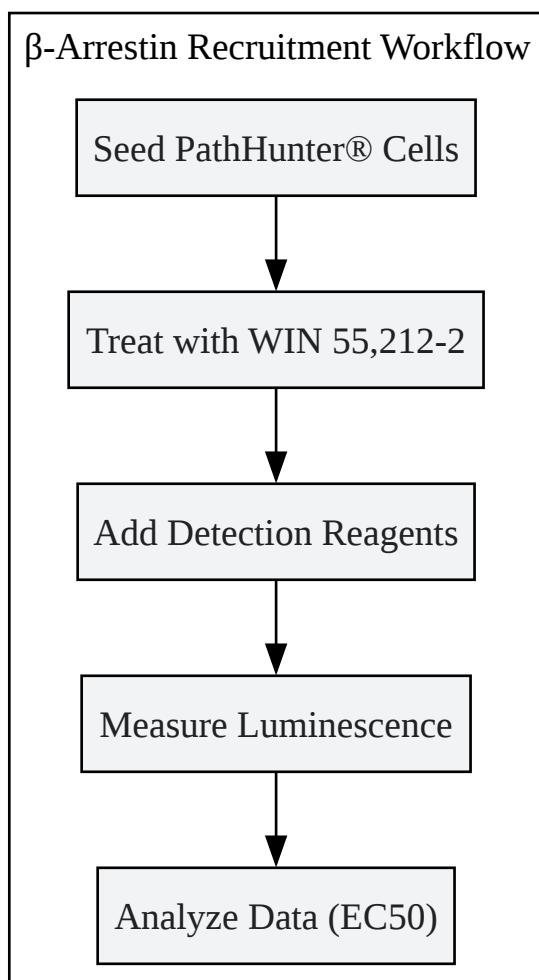 β-Arrestin Recruitment Workflow
Seed PathHunter® Cells
Treat with WIN 55,212-2
Add Detection Reagents
Measure Luminescence
Analyze Data (EC50)